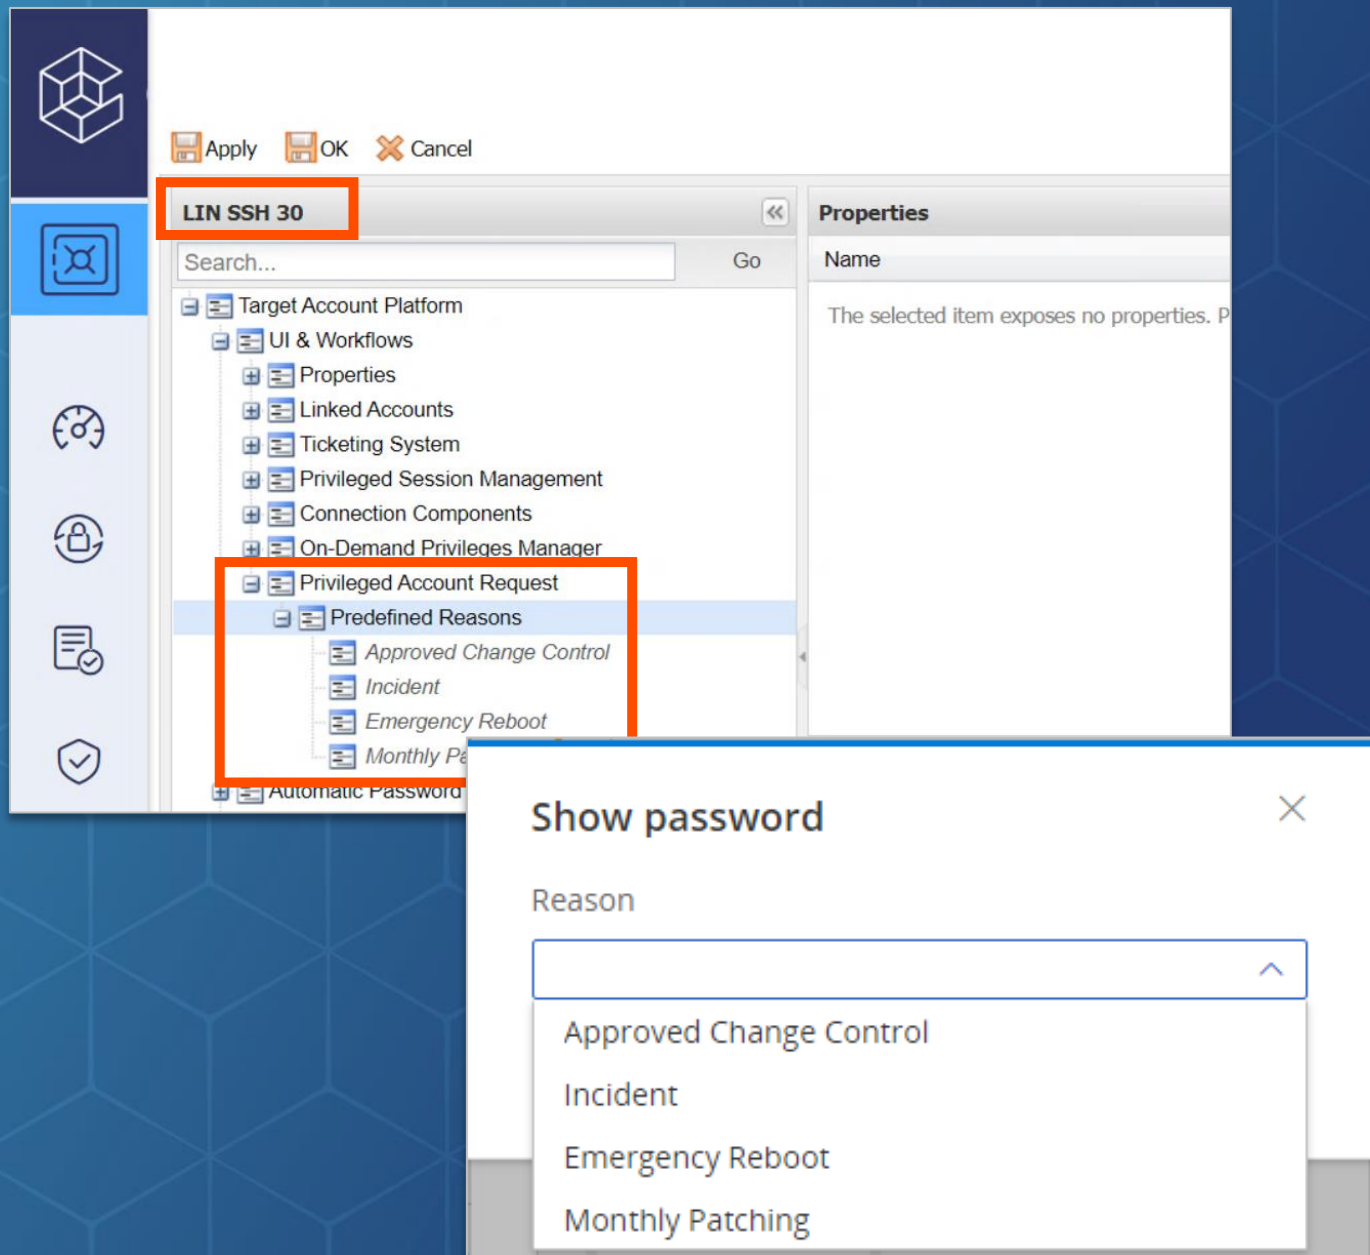 Apply OK Cancel
LIN SSH 30
Search... Go
Target Account Platform
UI & Workflows
Properties
Linked Accounts
Ticketing System
Privileged Session Management
Connection Components
On-Demand Privileges Manager
Privileged Account Request
Predefined Reasons
Approved Change Control
Incident
Emergency Reboot
Monthly
Automatic Password
Properties
Name
The selected item exposes no properties. P
Show password
Reason
Approved Change Control
Incident
Emergency Reboot
Monthly Patching